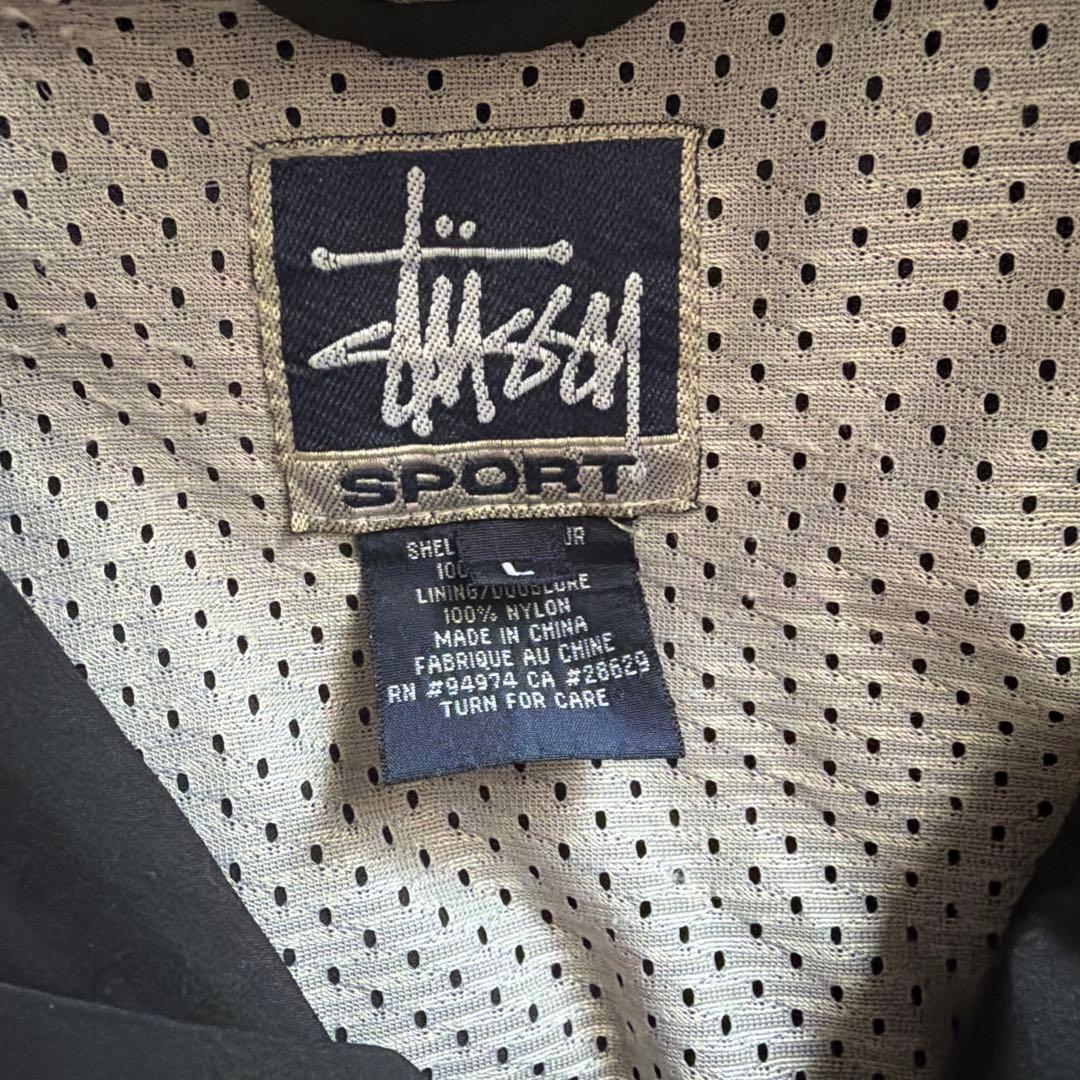 Stüssy
SPORT
L
LINING/DOUBLURE
100% NYLON
MADE IN CHINA
FABRIQUE AU CHINE
RN #94974 CA #28629
TURN FOR CARE